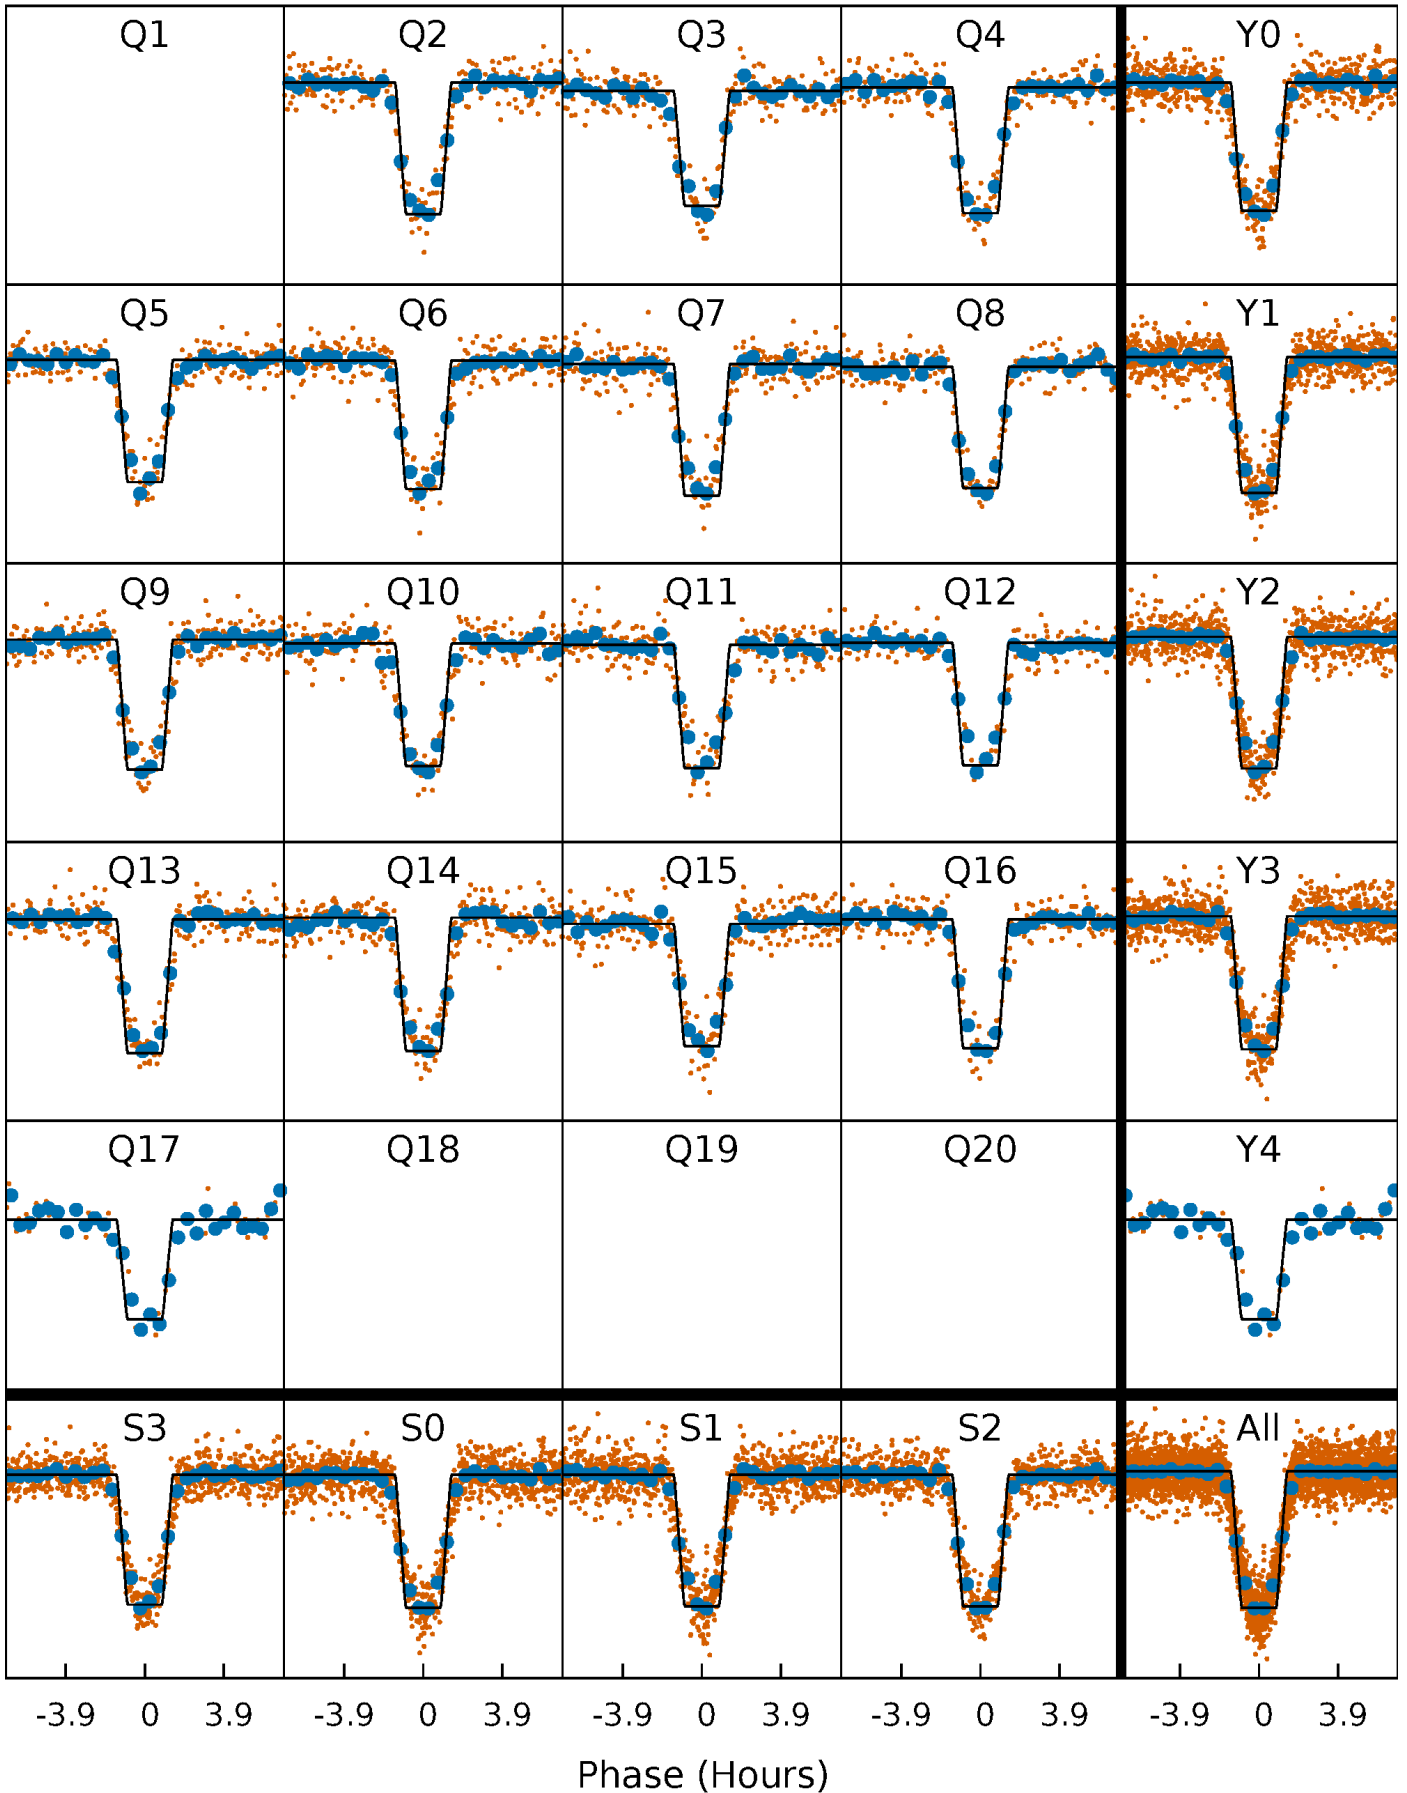 Q1 Q2 Q3 Q4 Y0
Q5 Q6 Q7 Q8 Y1
Q9 Q10 Q11 Q12 Y2
Q13 Q14 Q15 Q16 Y3
Q17 Q18 Q19 Q20 Y4
S3 S0 S1 S2 All
-3.9 0 3.9 -3.9 0 3.9 -3.9 0 3.9 -3.9 0 3.9 -3.9 0 3.9
Phase (Hours)